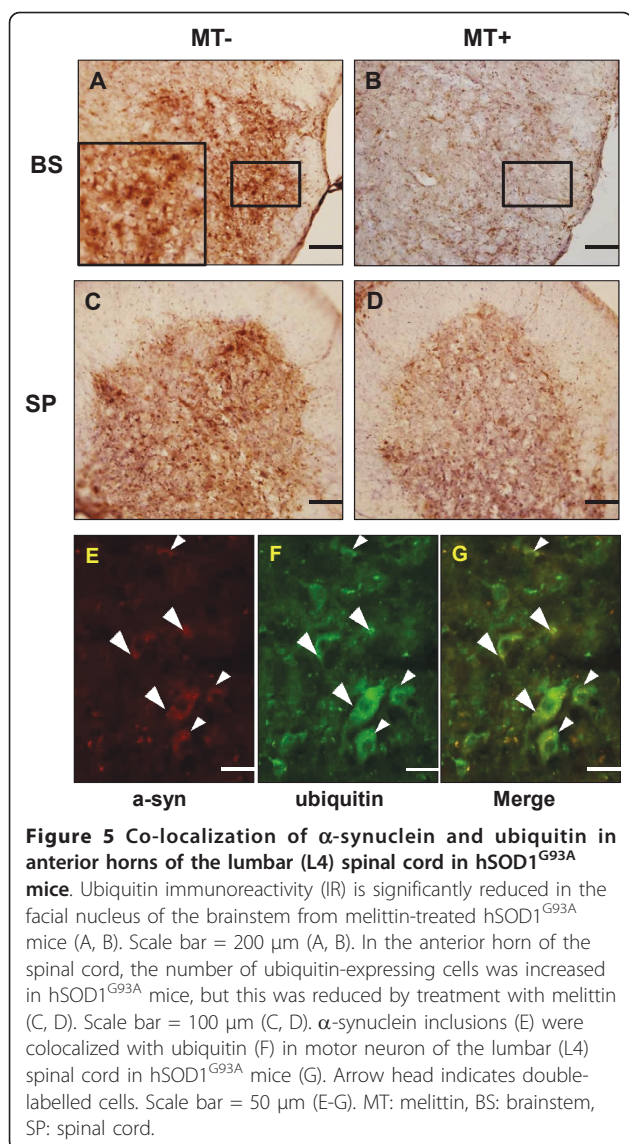 MT- MT+
A B
BS
C D
SP
E F G
a-syn ubiquitin Merge
Figure 5 Co-localization of α-synuclein and ubiquitin in
anterior horns of the lumbar (L4) spinal cord in hSOD1G93A
mice. Ubiquitin immunoreactivity (IR) is significantly reduced in the
facial nucleus of the brainstem from melittin-treated hSOD1G93A
mice (A, B). Scale bar = 200 μm (A, B). In the anterior horn of the
spinal cord, the number of ubiquitin-expressing cells was increased
in hSOD1G93A mice, but this was reduced by treatment with melittin
(C, D). Scale bar = 100 μm (C, D). α-synuclein inclusions (E) were
colocalized with ubiquitin (F) in motor neuron of the lumbar (L4)
spinal cord in hSOD1G93A mice (G). Arrow head indicates double-
labelled cells. Scale bar = 50 μm (E-G). MT: melittin, BS: brainstem,
SP: spinal cord.